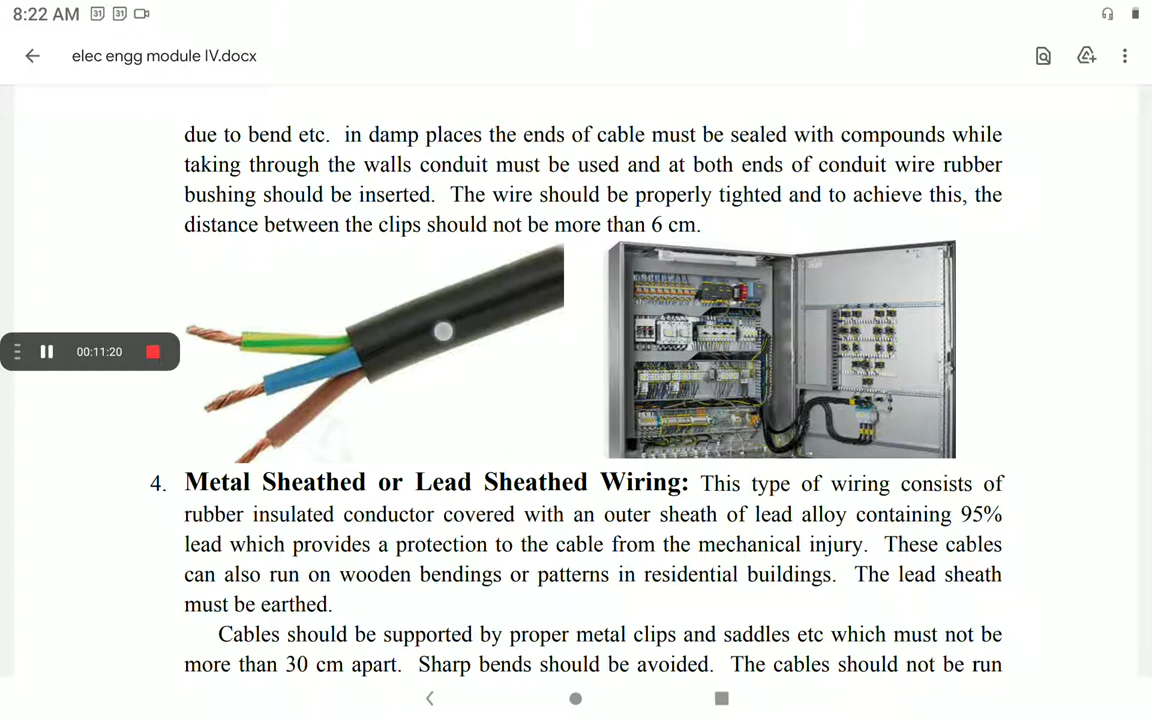 8:22 AM 31 31
elec engg module IV.docx
due to bend etc. in damp places the ends of cable must be sealed with compounds while
taking through the walls conduit must be used and at both ends of conduit wire rubber
bushing should be inserted. The wire should be properly tighted and to achieve this, the
distance between the clips should not be more than 6 cm.
00:11:20
4. Metal Sheathed or Lead Sheathed Wiring: This type of wiring consists of
rubber insulated conductor covered with an outer sheath of lead alloy containing 95%
lead which provides a protection to the cable from the mechanical injury. These cables
can also run on wooden bendings or patterns in residential buildings. The lead sheath
must be earthed.
Cables should be supported by proper metal clips and saddles etc which must not be
more than 30 cm apart. Sharp bends should be avoided. The cables should not be run